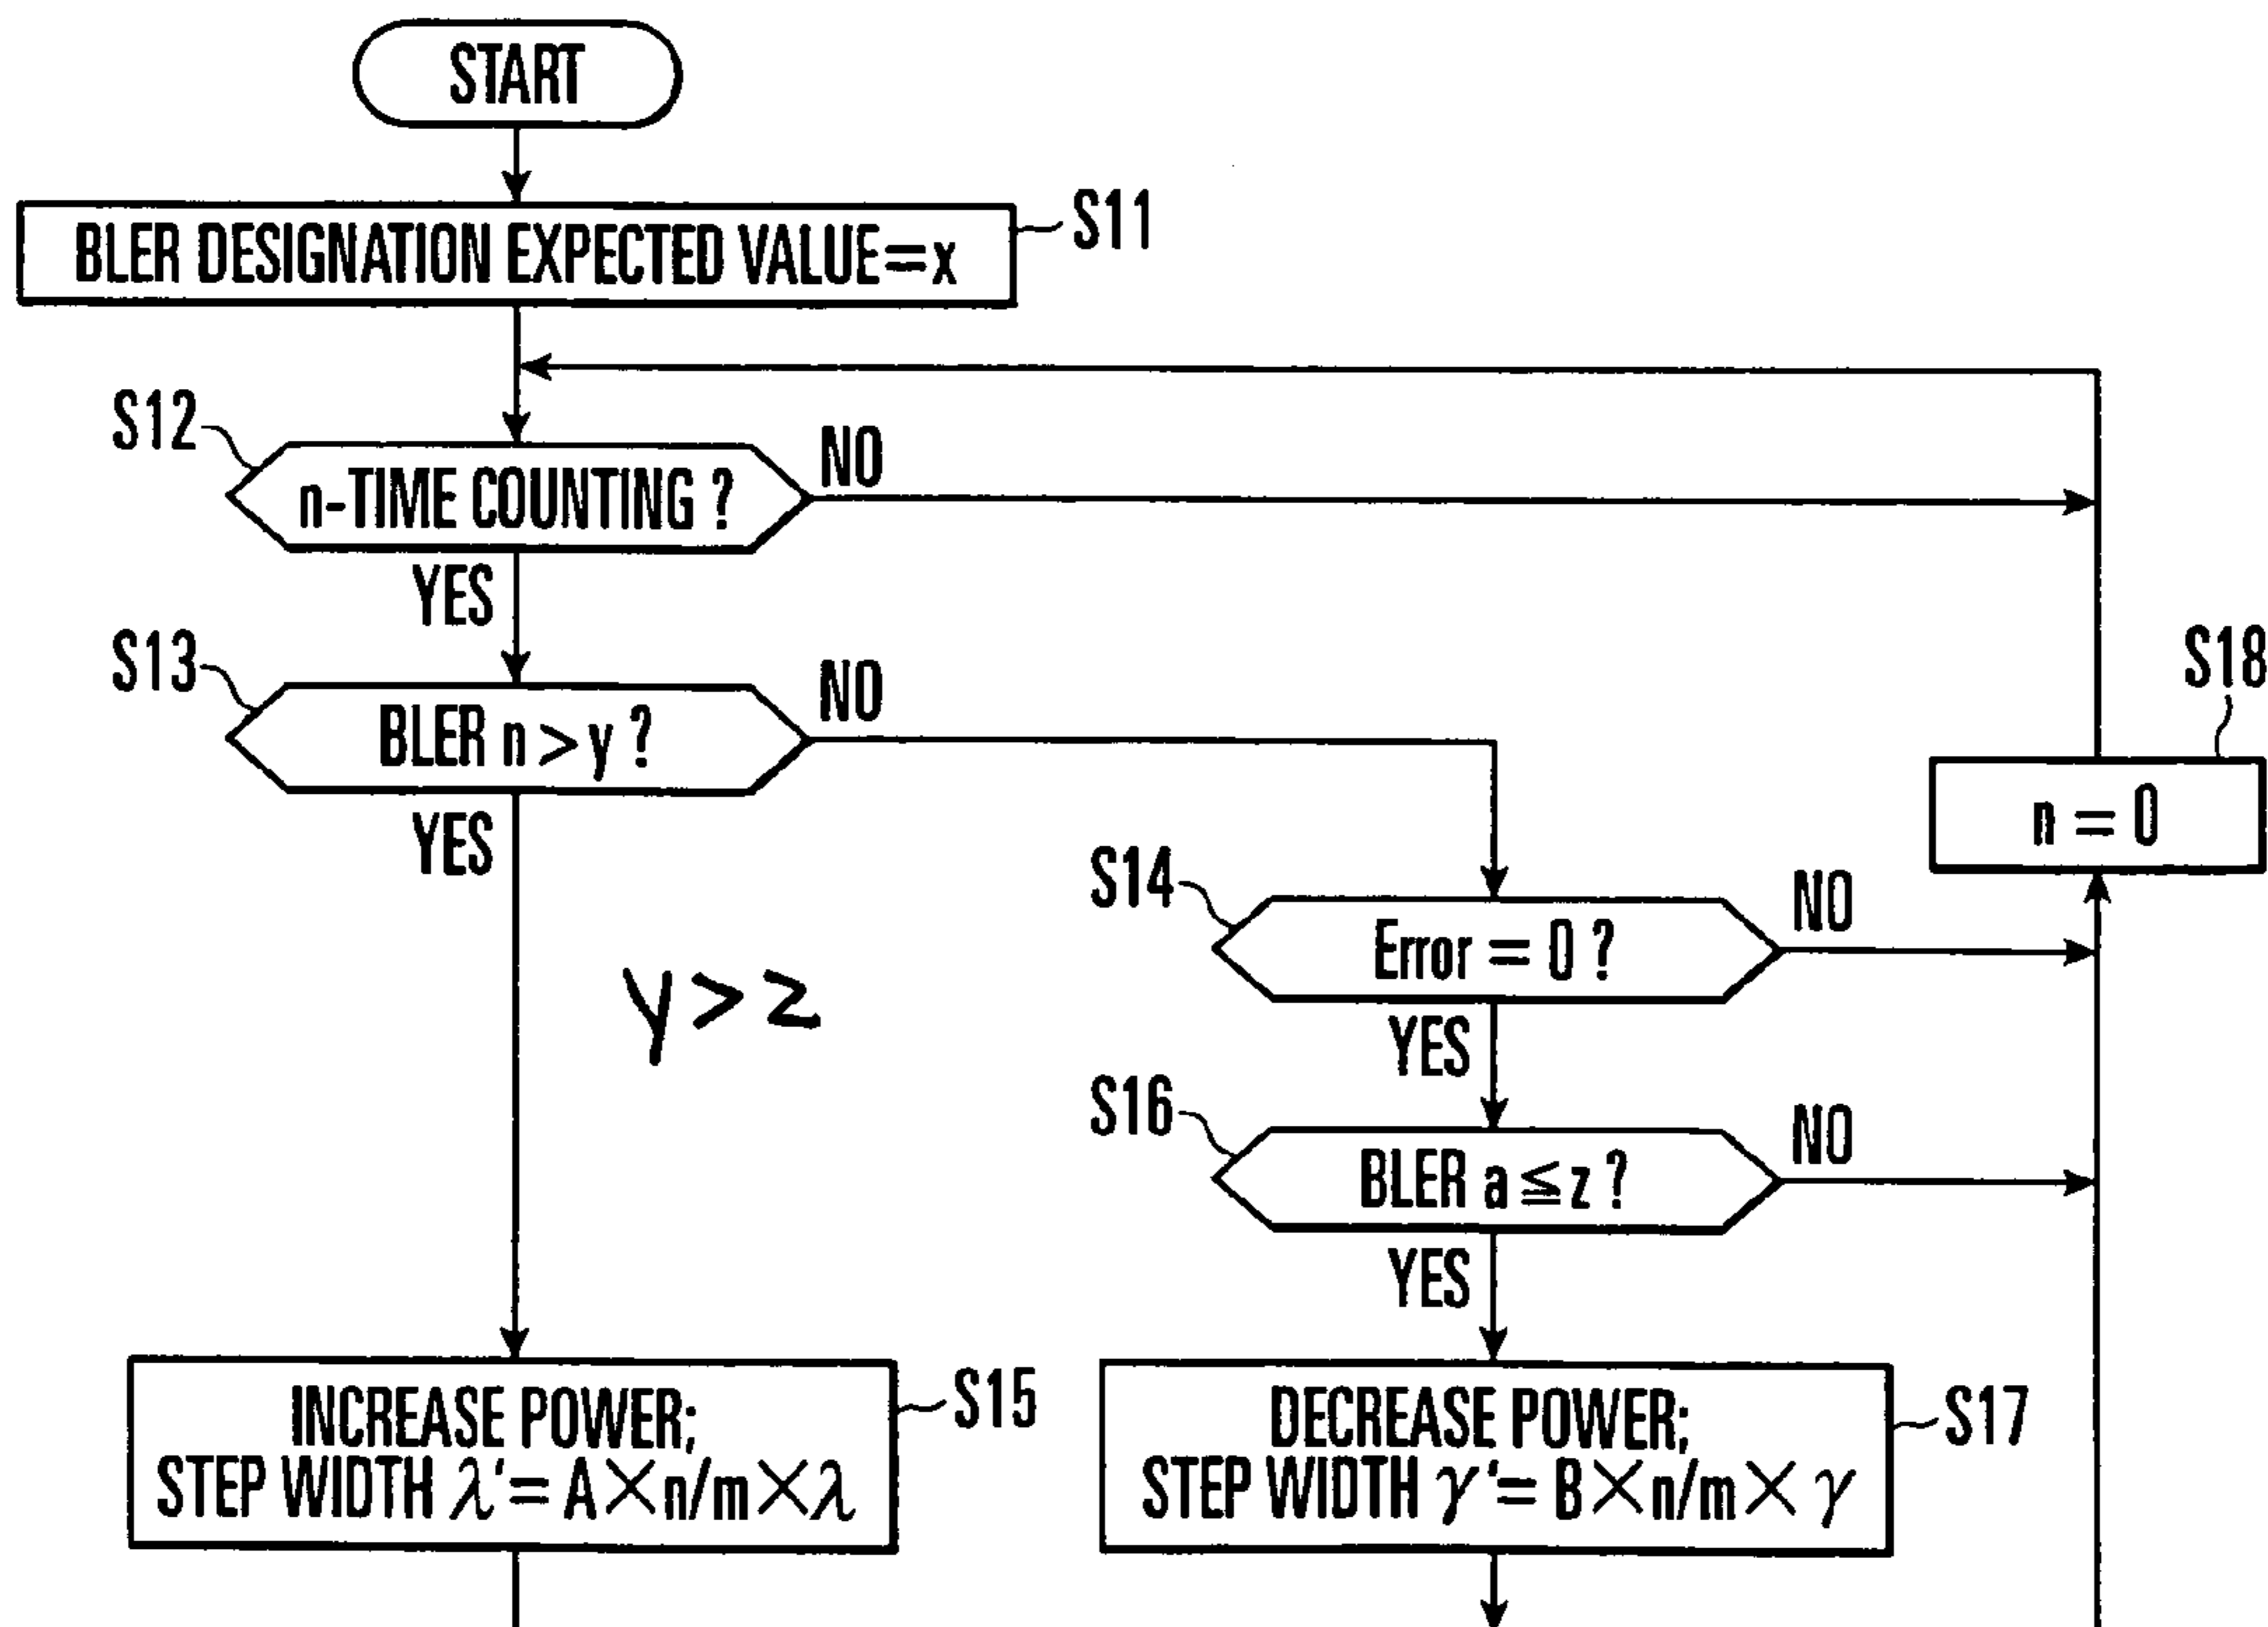 START
BLER DESIGNATION EXPECTED VALUE=x
S11
S12
n-TIME COUNTING ?
NO
YES
S13
BLER n > y ?
NO
YES
S18
n = 0
S14
Error = 0 ?
NO
YES
y > z
S16
BLER a ≦ z ?
NO
YES
INCREASE POWER;
STEP WIDTH λ'= A×n/m×λ
S15
DECREASE POWER;
STEP WIDTH γ'= B×n/m×γ
S17